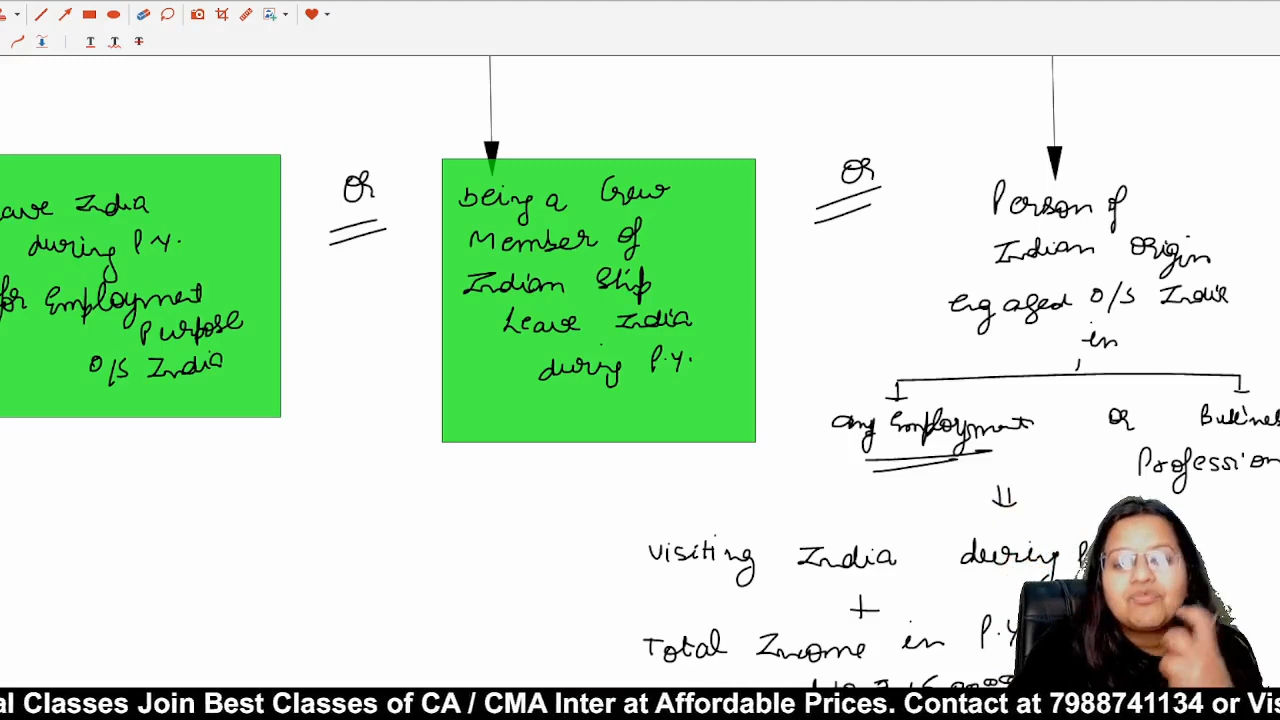 ave India
during P.Y.
for Employment
Purpose
O/S India
Or
being a Crew
Member of
Indian Ship
Leave India
during P.Y.
Or
Person of
Indian Origin
engaged O/S India
in
any Employment
OR
Profession
Visiting India during
+
Total Income in P.Y
al Classes Join Best Classes of CA / CMA Inter at Affordable Prices. Contact at 7988741134 or Vis